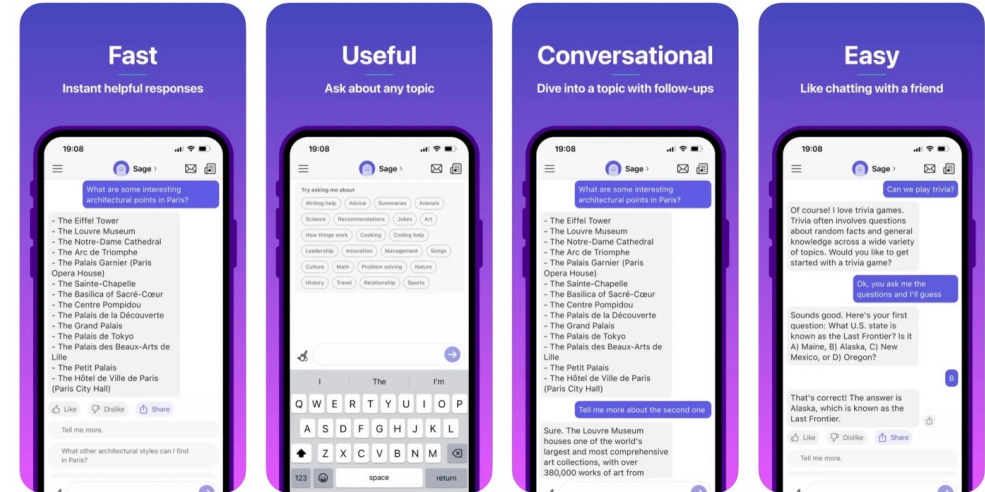 Fast
Instant helpful responses
19:08
Sage >
What are some interesting
architectural points in Paris?
- The Eiffel Tower
- The Louvre Museum
- The Notre-Dame Cathedral
- The Arc de Triomphe
- The Palais Garnier (Paris
Opera House)
- The Sainte-Chapelle
- The Basilica of Sacré-Cœur
- The Centre Pompidou
- The Palais de la Découverte
- The Grand Palais
- The Palais de Tokyo
- The Palais des Beaux-Arts de
Lille
- The Petit Palais
- The Hôtel de Ville de Paris
(Paris City Hall)
Like Dislike Share
Tell me more.
What other architectural styles can I find
in Paris?
Useful
Ask about any topic
19:08
Sage >
Try asking me about
Writing help Advice Summaries Animals
Science Recommendations Jokes Art
How things work Cooking Coding help
Leadership Innovation Management Songs
Culture Math Problem solving Nature
History Travel Relationship Sports
I The I'm
Q W E R T Y U I O P
A S D F G H J K L
Z X C V B N M
123 space return
Conversational
Dive into a topic with follow-ups
19:08
Sage >
What are some interesting
architectural points in Paris?
- The Eiffel Tower
- The Louvre Museum
- The Notre-Dame Cathedral
- The Arc de Triomphe
- The Palais Garnier (Paris
Opera House)
- The Sainte-Chapelle
- The Basilica of Sacré-Cœur
- The Centre Pompidou
- The Palais de la Découverte
- The Grand Palais
- The Palais de Tokyo
- The Palais des Beaux-Arts de
Lille
- The Petit Palais
- The Hôtel de Ville de Paris
(Paris City Hall)
Tell me more about the second one
Sure. The Louvre Museum
houses one of the world's
largest and most comprehensive
art collections, with over
380,000 works of art from
Easy
Like chatting with a friend
19:08
Sage >
Can we play trivia?
Of course! I love trivia games.
Trivia often involves questions
about random facts and general
knowledge across a wide variety
of topics. Would you like to get
started with a trivia game?
Ok, you ask me the
questions and I'll guess
Sounds good. Here's your first
question: What U.S. state is
known as the Last Frontier? Is it
A) Maine, B) Alaska, C) New
Mexico, or D) Oregon?
B
That's correct! The answer is
Alaska, which is known as the
Last Frontier.
Like Dislike Share
Tell me more.